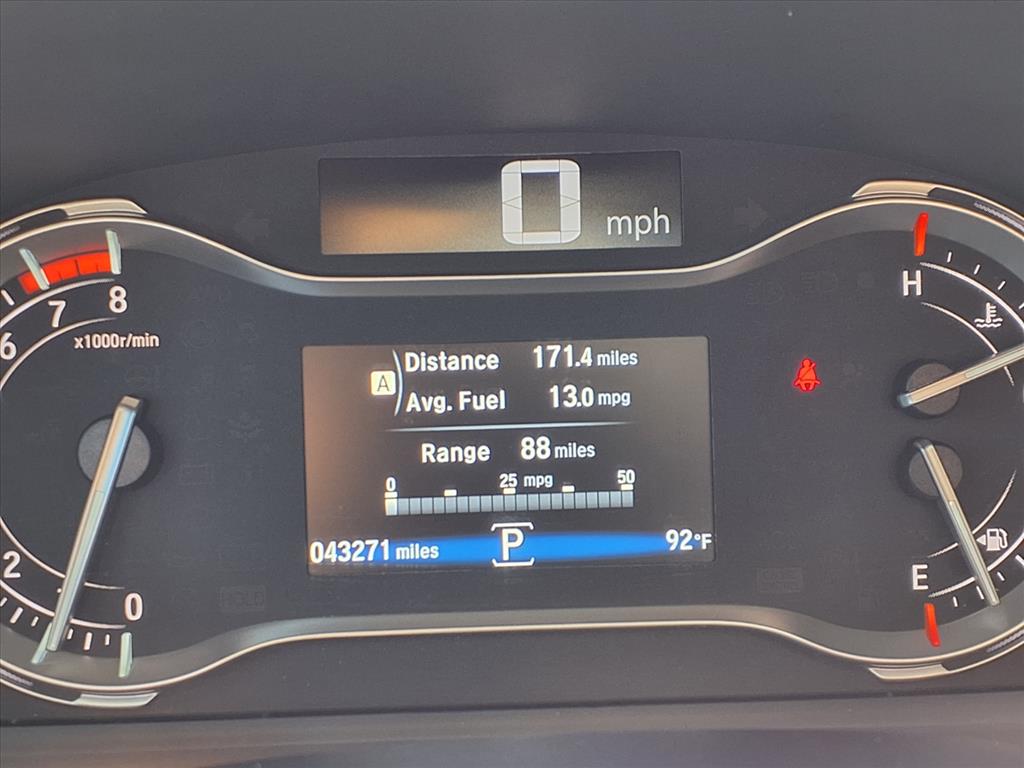 0 mph
8
7
6
x1000r/min
2
0
A
Distance 171.4 miles
Avg. Fuel 13.0 mpg
Range 88 miles
0 25 mpg 50
043271 miles P 92°F
H
E
HOLD